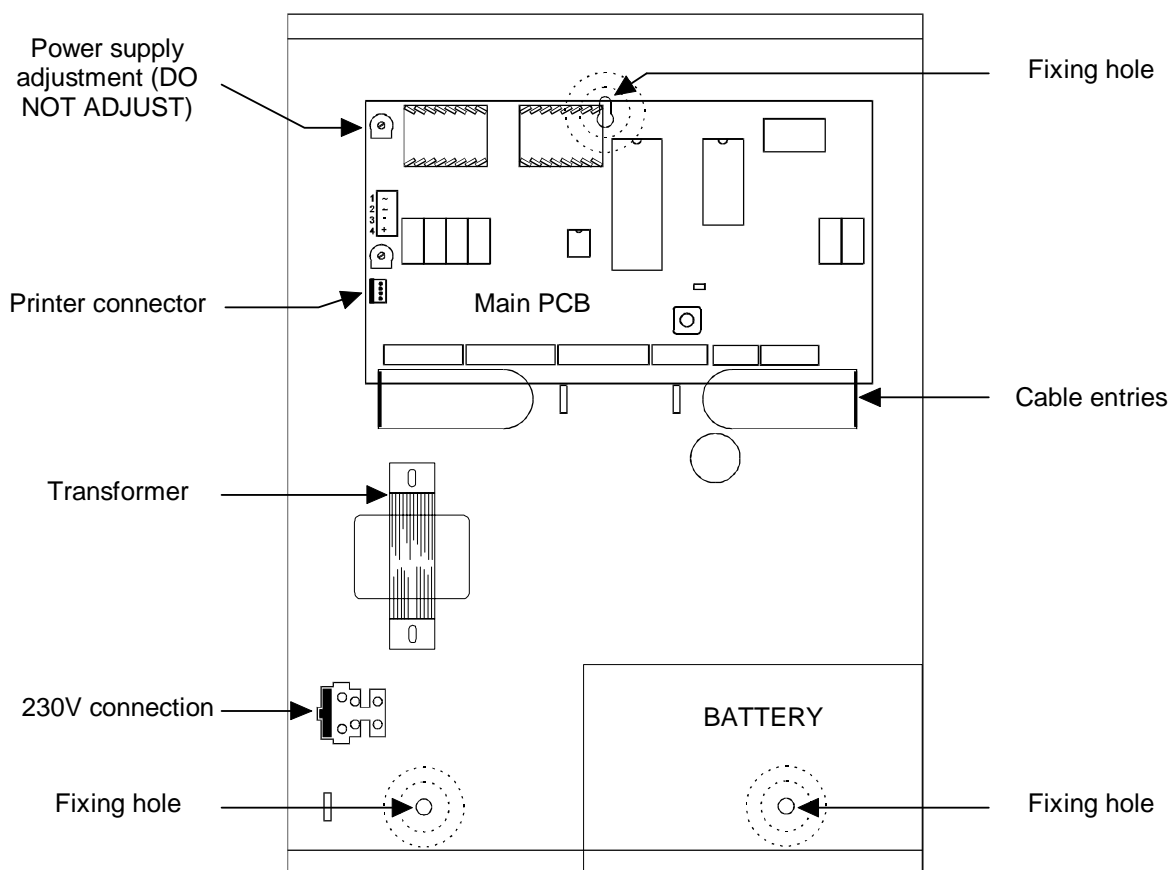 Power supply
adjustment (DO
NOT ADJUST)
Fixing hole
1 ~
2 ~
3 -
4 +
Printer connector
Main PCB
Cable entries
Transformer
230V connection
BATTERY
Fixing hole
Fixing hole